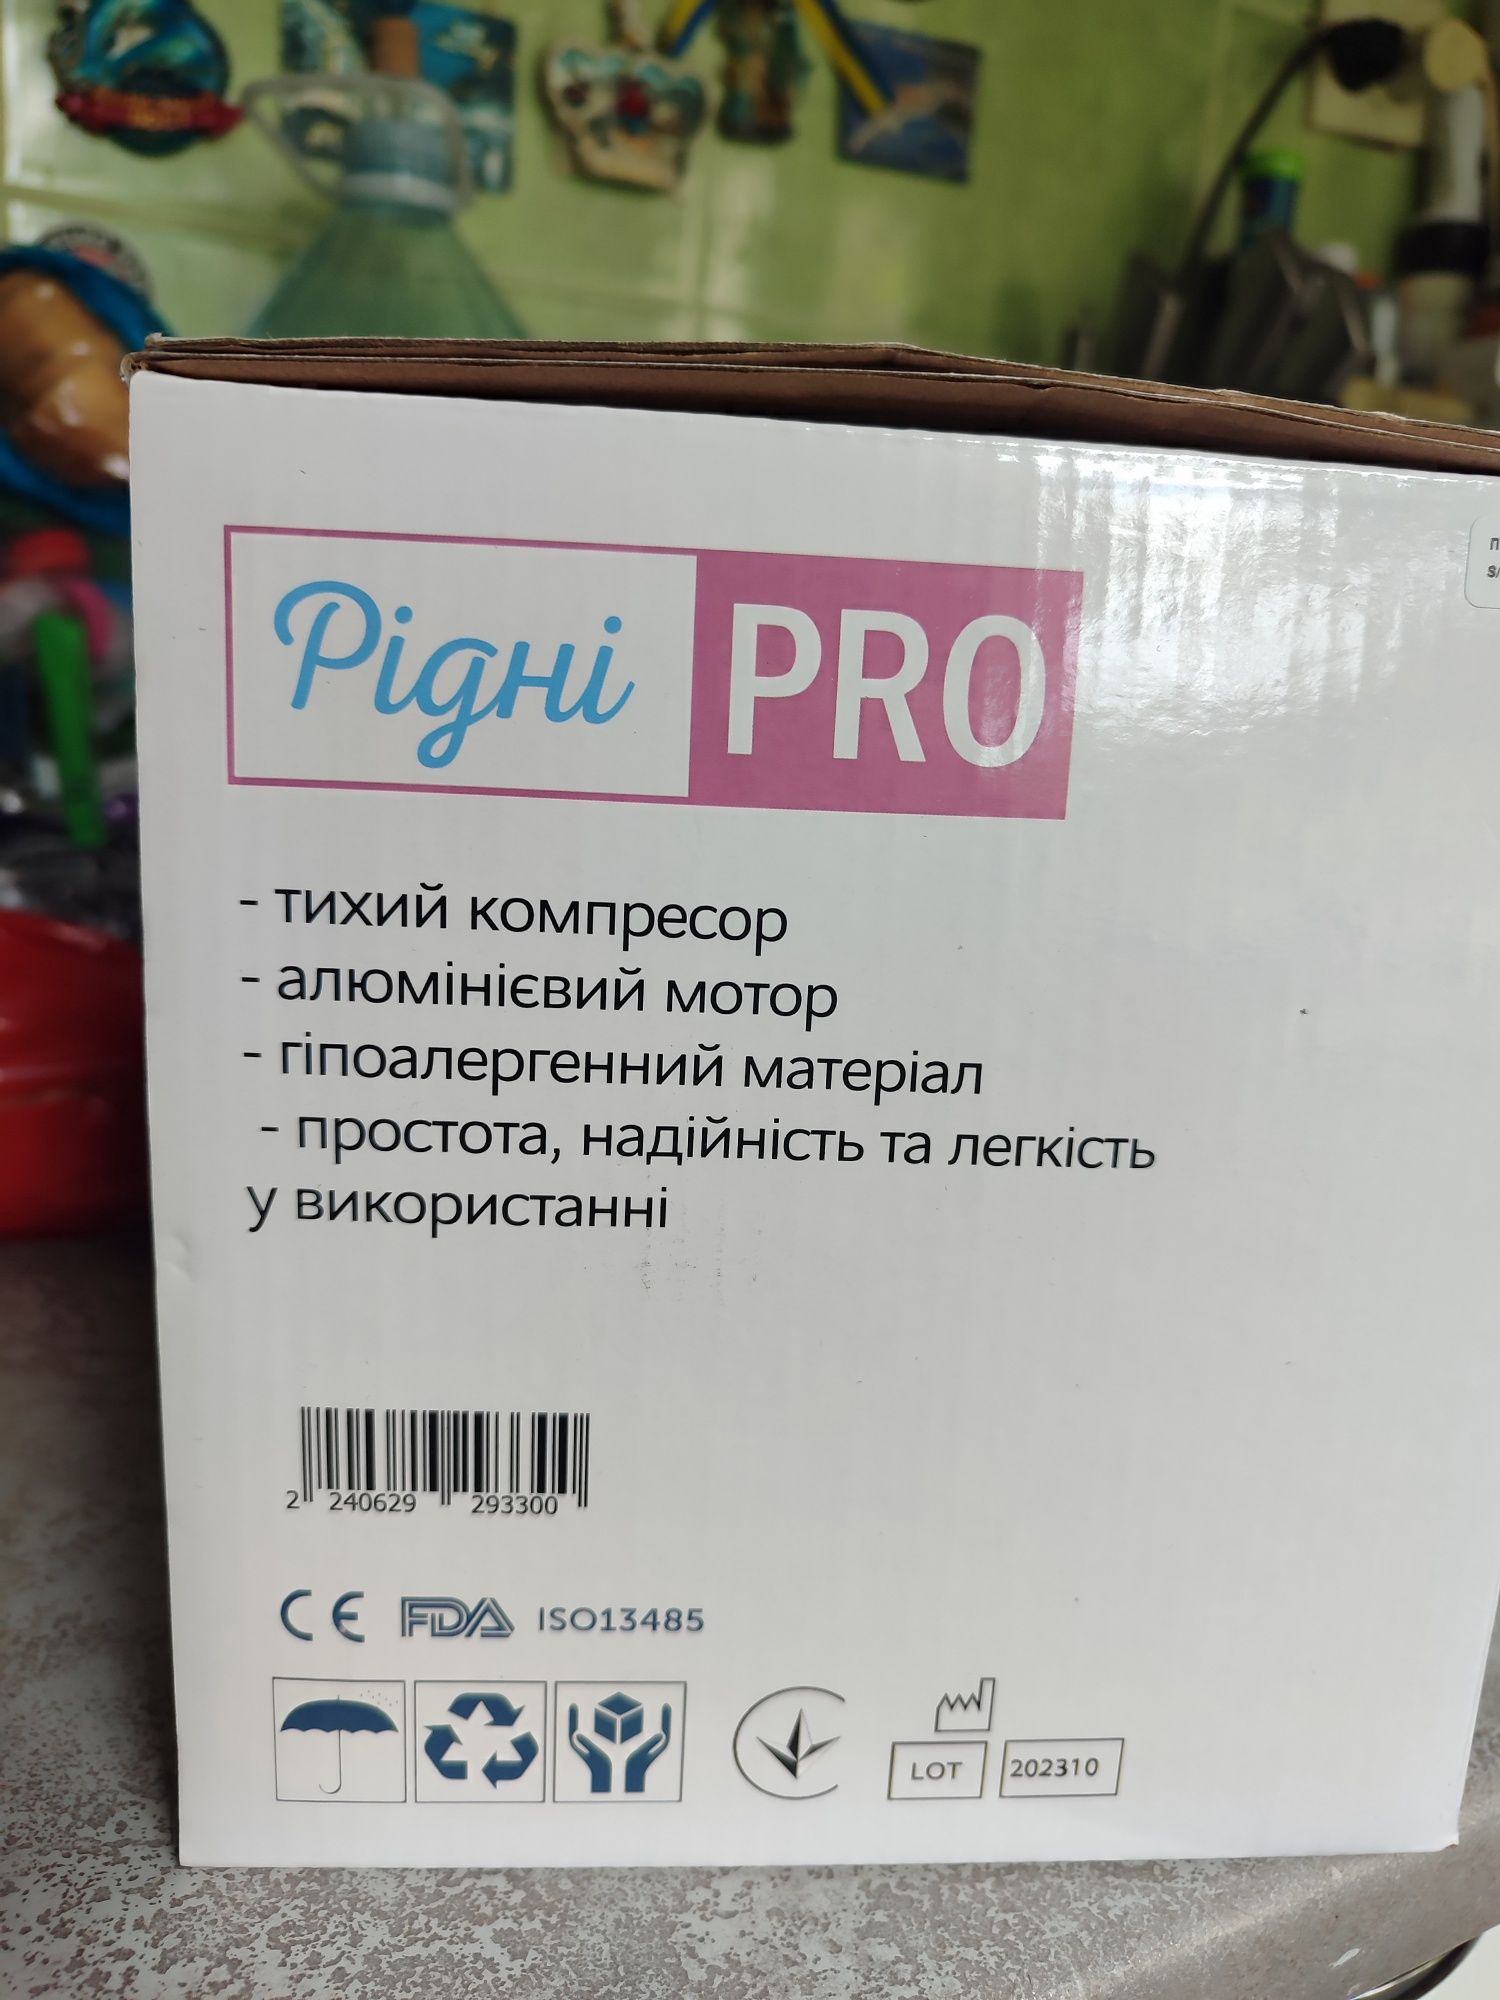 Рідні PRO
- тихий компресор
- алюмінієвий мотор
- гіпоалергенний матеріал
- простота, надійність та легкість
у використанні
2 240629 293300
CE FDA ISO13485
LOT 202310